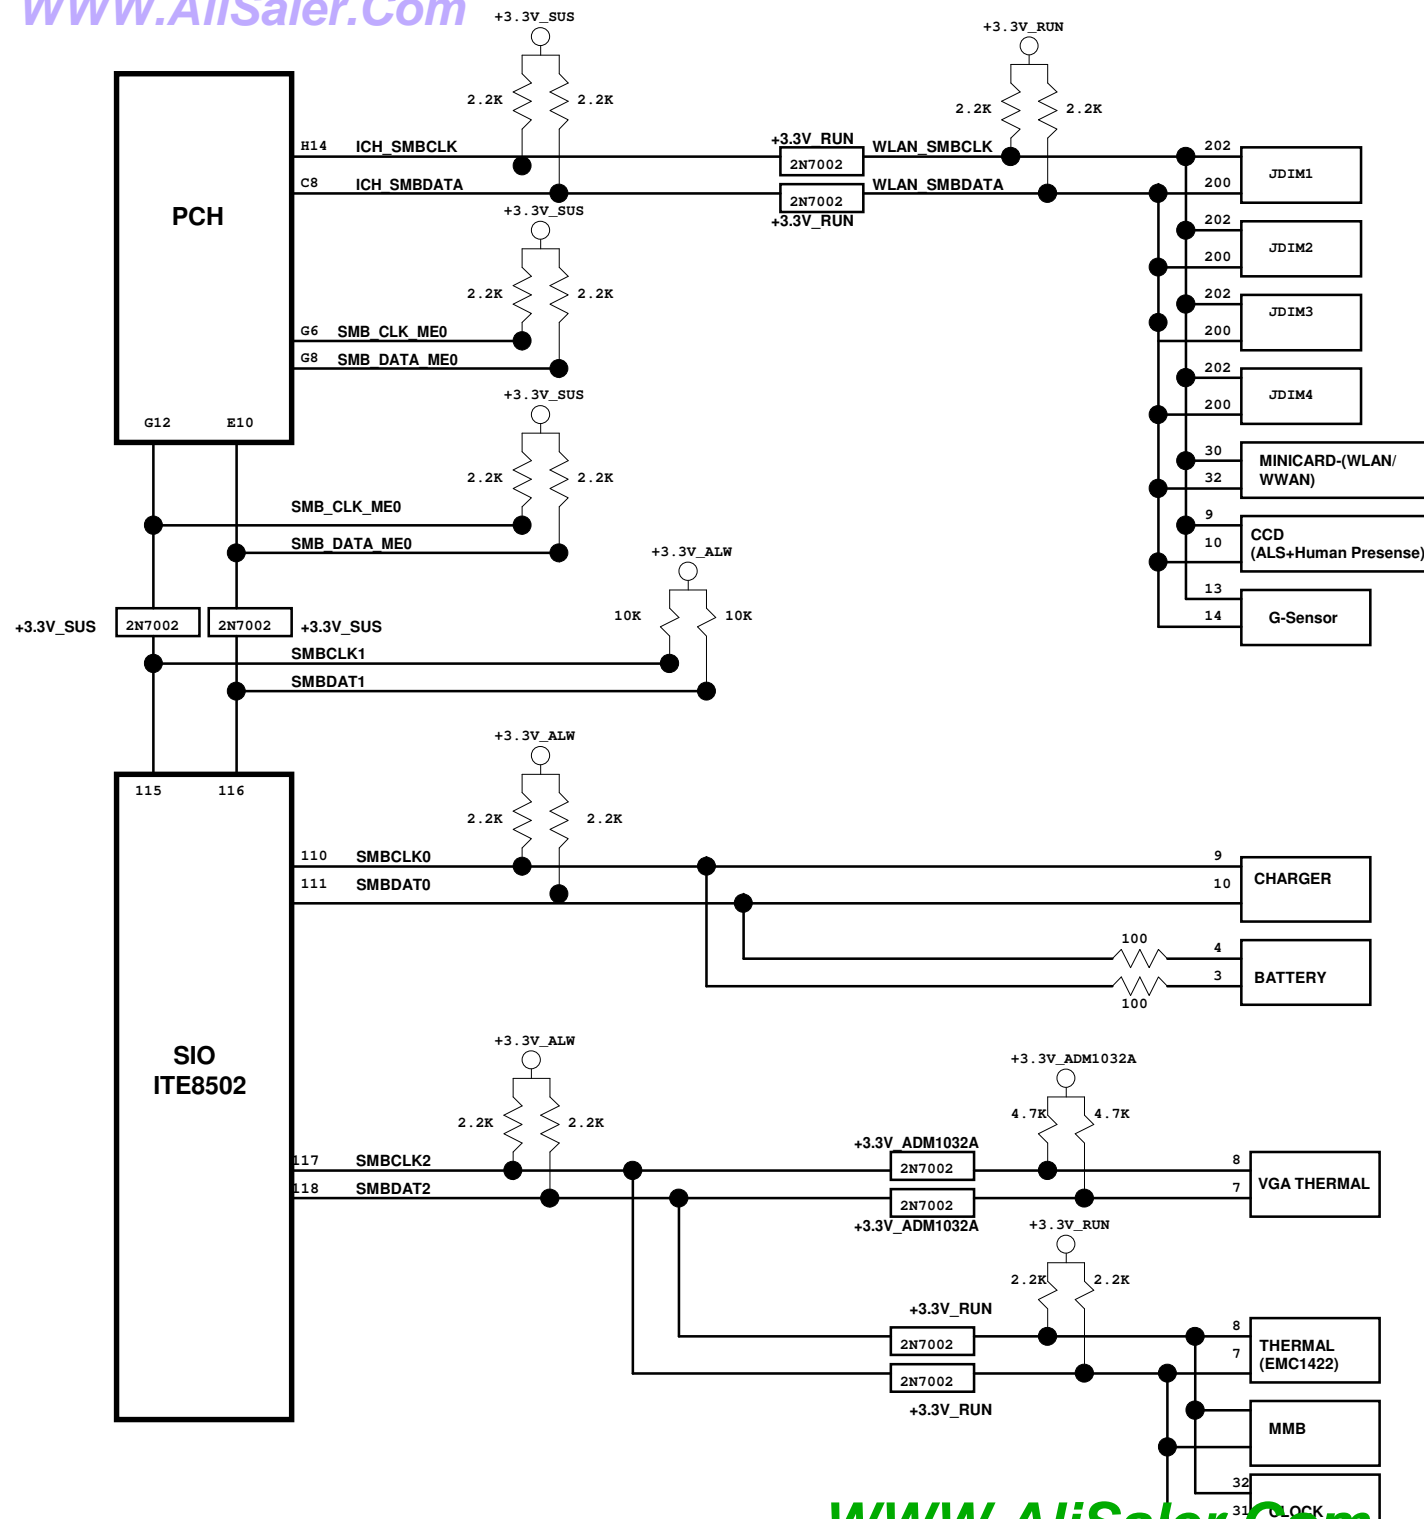 WWW.AliSaler.Com
+3.3V_SUS
+3.3V_RUN
2.2K 2.2K
2.2K 2.2K
H14 ICH_SMBCLK
+3.3V_RUN
2N7002
WLAN_SMBCLK
202
JDIM1
C8 ICH_SMBDATA
2N7002
+3.3V_RUN
WLAN_SMBDATA
200
PCH
+3.3V_SUS
202
JDIM2
200
2.2K 2.2K
202
JDIM3
200
G6 SMB_CLK_ME0
G8 SMB_DATA_ME0
202
JDIM4
200
+3.3V_SUS
G12 E10
2.2K 2.2K
30
MINICARD-(WLAN/
WWAN)
32
SMB_CLK_ME0
SMB_DATA_ME0
9
CCD
(ALS+Human Presense)
10
+3.3V_ALW
10K 10K
13
G-Sensor
14
+3.3V_SUS 2N7002 2N7002 +3.3V_SUS
SMBCLK1
SMBDAT1
+3.3V_ALW
115 116
2.2K 2.2K
110 SMBCLK0
9
CHARGER
111 SMBDAT0
10
100
4
BATTERY
3
100
SIO
ITE8502
+3.3V_ALW
2.2K 2.2K
+3.3V_ADM1032A
4.7K 4.7K
117 SMBCLK2
+3.3V_ADM1032A
2N7002
8
VGA THERMAL
118 SMBDAT2
2N7002
+3.3V_ADM1032A
7
+3.3V_RUN
2.2K 2.2K
+3.3V_RUN
2N7002
8
THERMAL
(EMC1422)
7
2N7002
+3.3V_RUN
MMB
32
31
CLOCK
WWW.AliSaler.Com